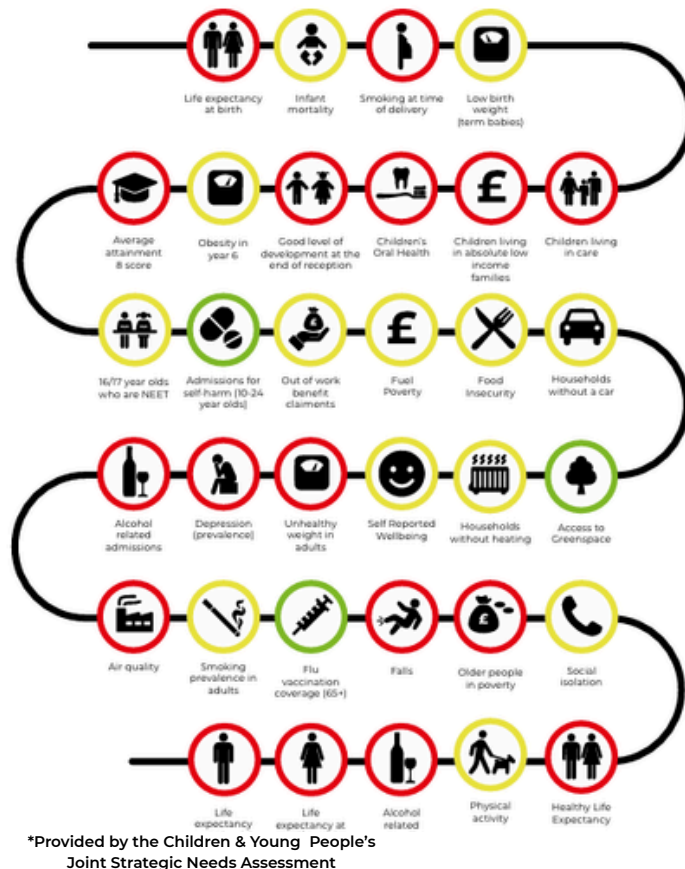 Life expectancy
at birth
Infant
mortality
Smoking at time
of delivery
Low birth
weight
(term babies)
Average
attainment
8 score
Obesity in
year 6
Good level of
development at the
end of reception
Children's
Oral Health
£
Children living
in absolute low
income
families
Children living
in care
16/17 year olds
who are NEET
Admissions for
self-harm (10-24
year olds)
Out of work
benefit
claiments
£
Fuel
Poverty
Food
Insecurity
Households
without a car
Alcohol
related
admissions
Depression
(prevalence)
Unhealthy
weight in
adults
Self Reported
Wellbeing
Households
without heating
Access to
Greenspace
Air quality
Smoking
prevalence in
adults
Flu
vaccination
coverage (65+)
Falls
£
Older people
in poverty
Social
isolation
Life
expectancy
Life
expectancy at
Alcohol
related
Physical
activity
Healthy Life
Expectancy
*Provided by the Children & Young People's
Joint Strategic Needs Assessment